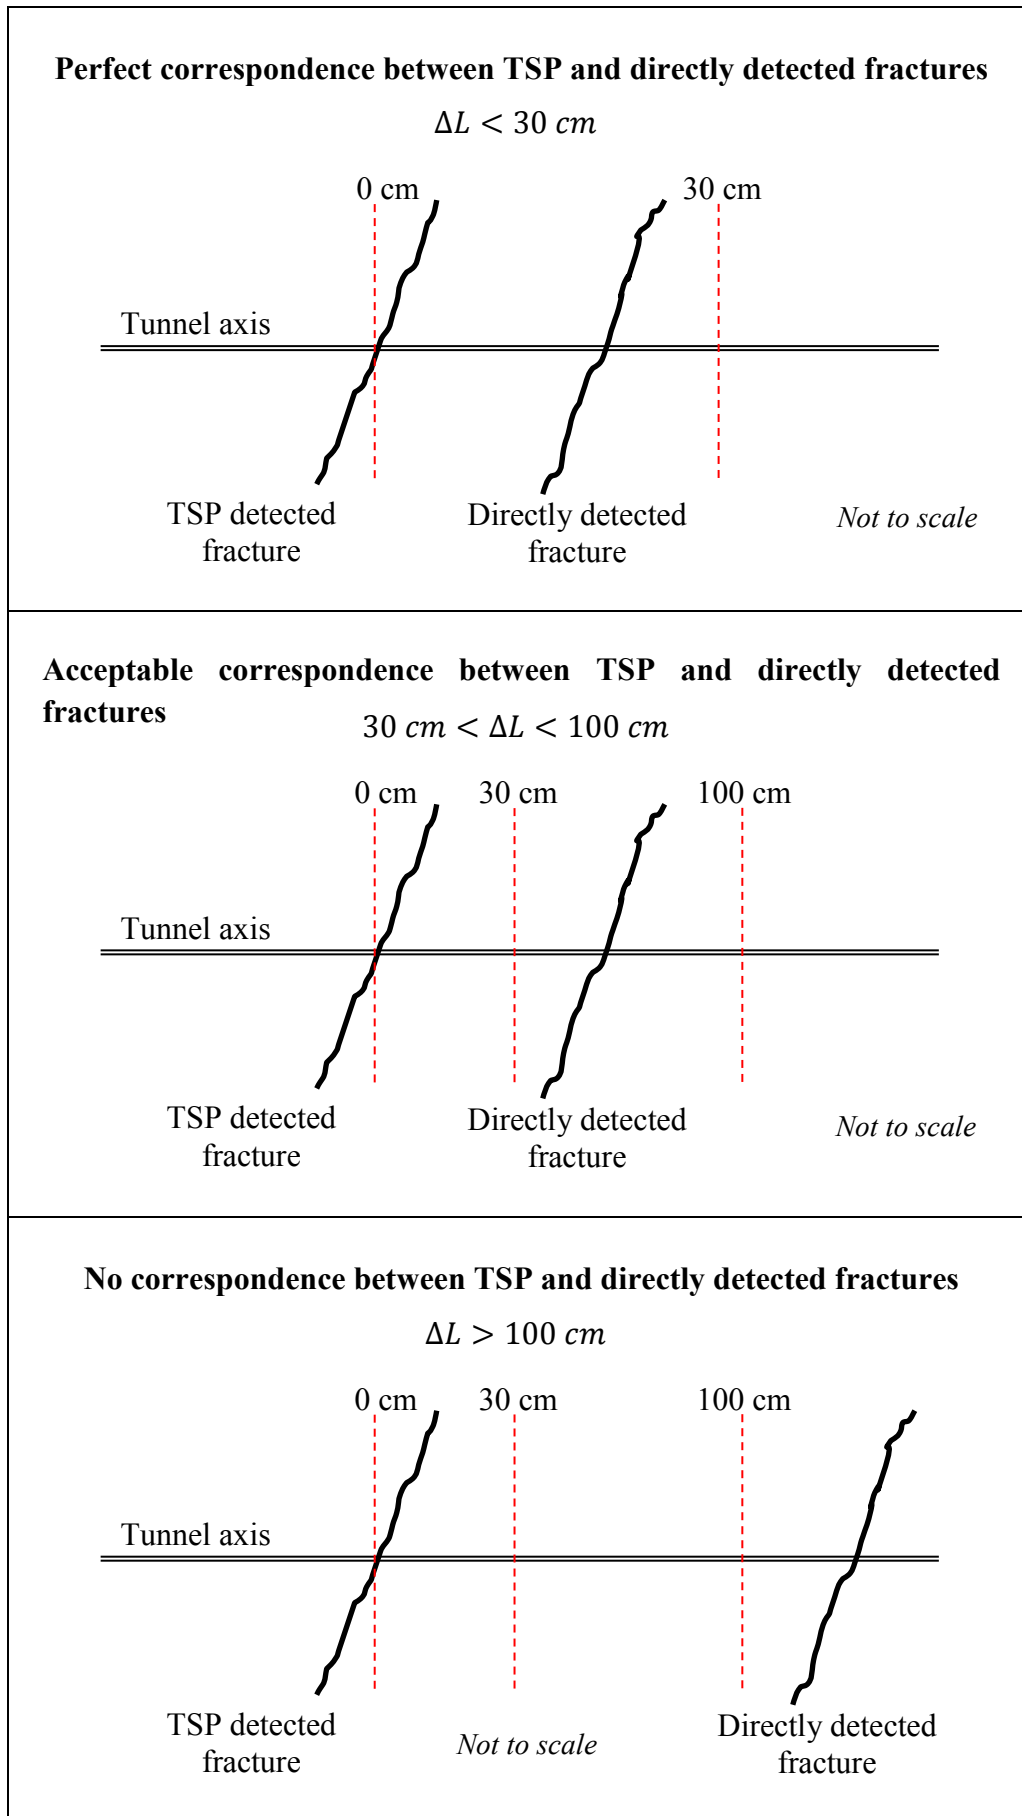 Perfect correspondence between TSP and directly detected fractures
Δ𝐿 < 30 𝑐𝑚
0 cm
30 cm
Tunnel axis
TSP detected
fracture
Directly detected
fracture
Not to scale
Acceptable correspondence between TSP and directly detected
fractures
30 𝑐𝑚 < Δ𝐿 < 100 𝑐𝑚
0 cm
30 cm
100 cm
Tunnel axis
TSP detected
fracture
Directly detected
fracture
Not to scale
No correspondence between TSP and directly detected fractures
Δ𝐿 > 100 𝑐𝑚
0 cm
30 cm
100 cm
Tunnel axis
TSP detected
fracture
Not to scale
Directly detected
fracture